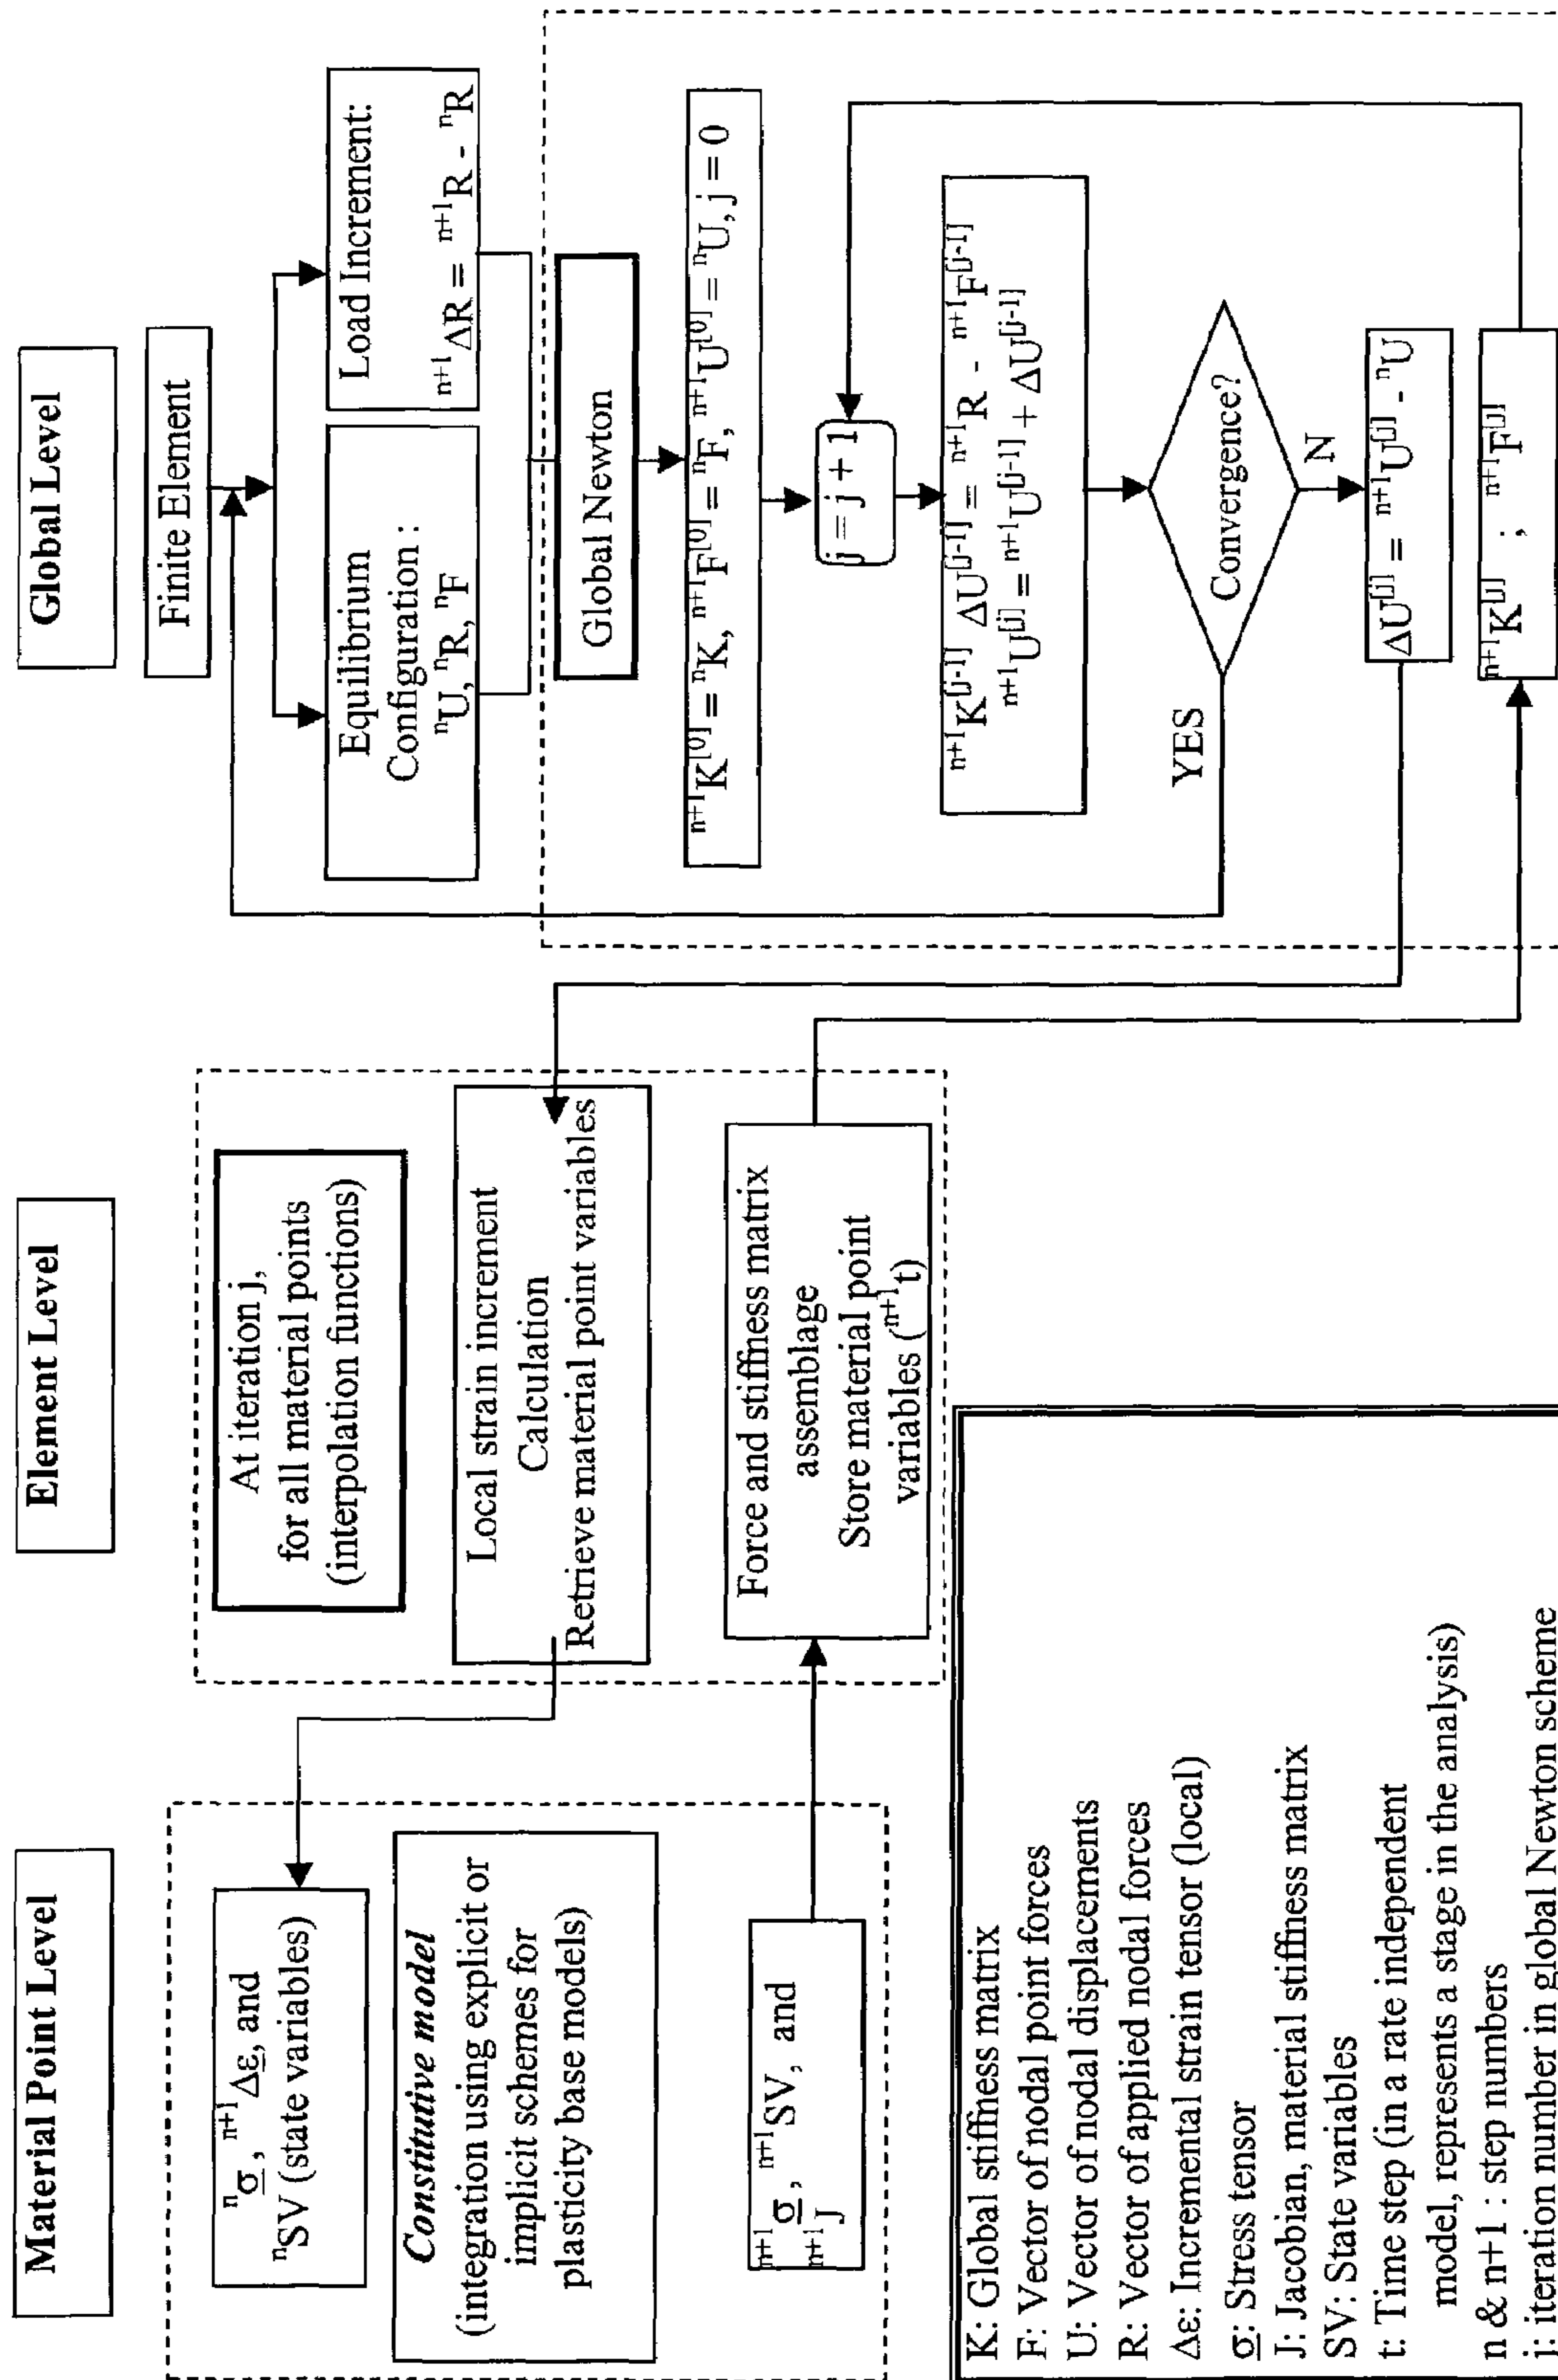 Material Point Level
ⁿσ̲, ⁿ⁺¹Δε̲, and
ⁿSV (state variables)
Constitutive model
(integration using explicit or
implicit schemes for
plasticity base models)
ⁿ⁺¹σ̲, ⁿ⁺¹SV, and
ⁿ⁺¹J
Element Level
At iteration j,
for all material points
(interpolation functions)
Local strain increment
Calculation
Retrieve material point variables
Force and stiffness matrix
assemblage
Store material point
variables (ⁿ⁺¹t)
Global Level
Finite Element
Equilibrium
Configuration :
ⁿU, ⁿR, ⁿF
Load Increment:
ⁿ⁺¹ΔR = ⁿ⁺¹R - ⁿR
Global Newton
ⁿ⁺¹K[0] = ⁿK, ⁿ⁺¹F[0] = ⁿF, ⁿ⁺¹U[0] = ⁿU, j = 0
j = j + 1
ⁿ⁺¹K[j-1] ΔU[j-1] = ⁿ⁺¹R - ⁿ⁺¹F[j-1]
ⁿ⁺¹U[j] = ⁿ⁺¹U[j-1] + ΔU[j-1]
Convergence?
YES
N
ΔU[j] = ⁿ⁺¹U[j] - ⁿU
ⁿ⁺¹K[j] ; ⁿ⁺¹F[j]
K: Global stiffness matrix
F: Vector of nodal point forces
U: Vector of nodal displacements
R: Vector of applied nodal forces
Δε: Incremental strain tensor (local)
σ̲: Stress tensor
J: Jacobian, material stiffness matrix
SV: State variables
t: Time step (in a rate independent
model, represents a stage in the analysis)
n & n+1 : step numbers
j: iteration number in global Newton scheme